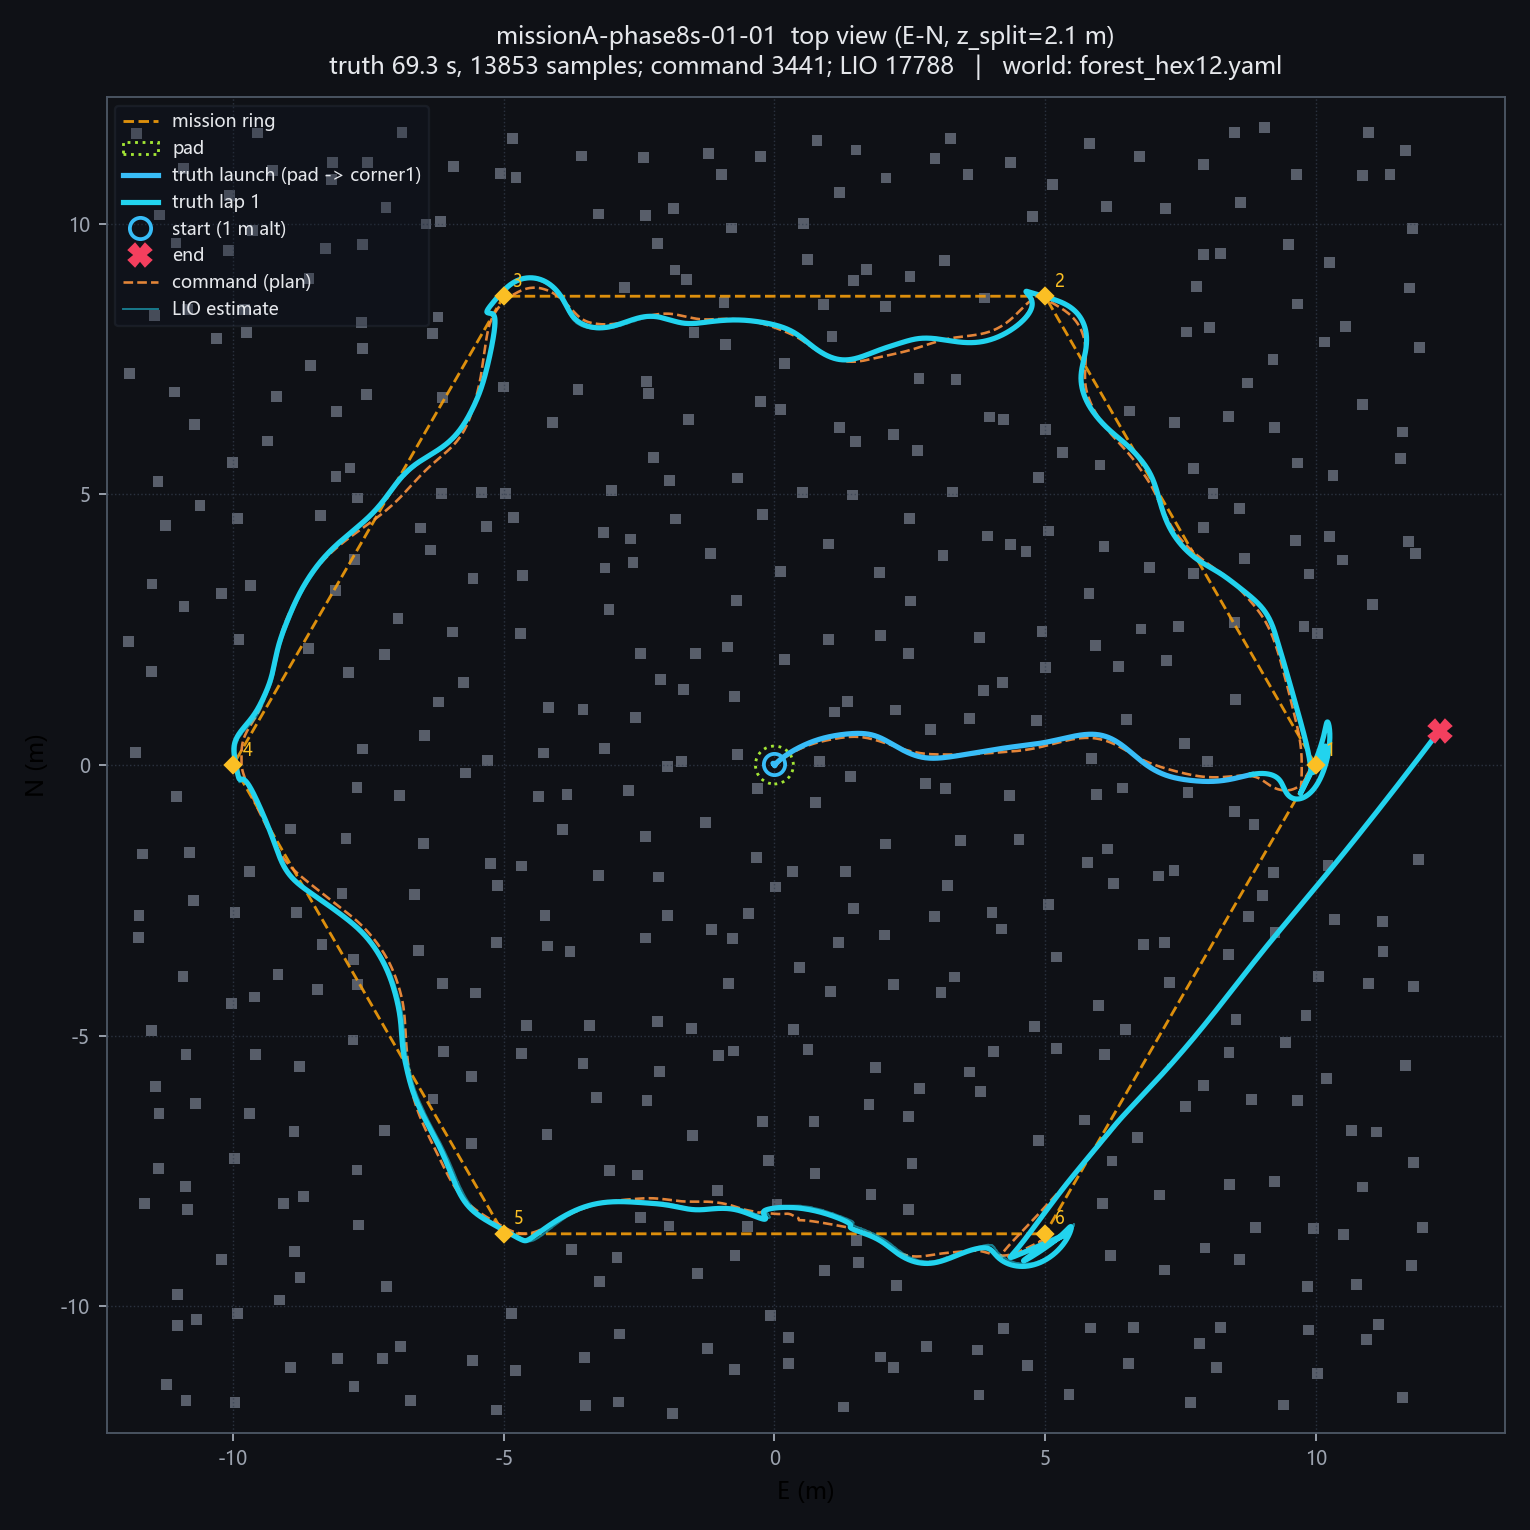 missionA-phase8s-01-01 top view (E-N, z_split=2.1 m)
truth 69.3 s, 13853 samples; command 3441; LIO 17788 | world: forest_hex12.yaml
mission ring
pad
truth launch (pad -> corner1)
truth lap 1
start (1 m alt)
end
command (plan)
LIO estimate
3
2
4
5
6
10
5
0
-5
-10
N (m)
-10
-5
0
5
10
E (m)